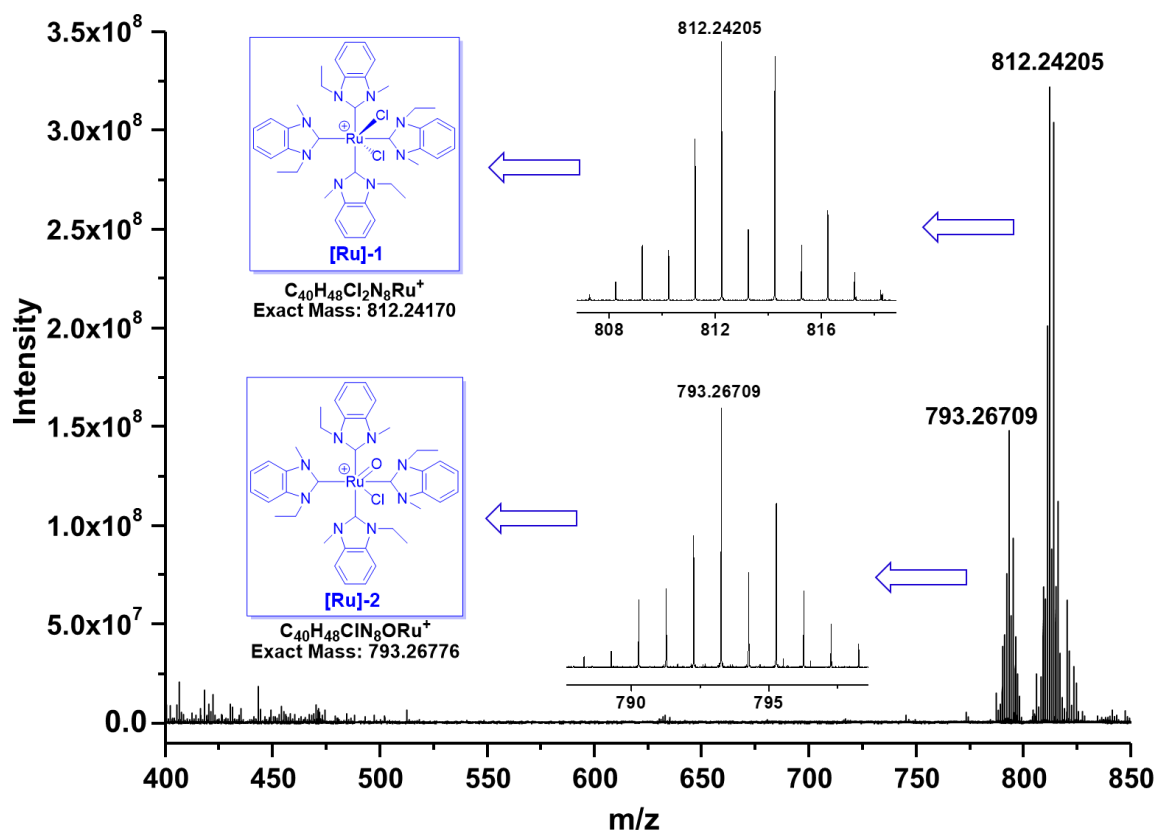 3.5x10⁸
3.0x10⁸
2.5x10⁸
2.0x10⁸
1.5x10⁸
1.0x10⁸
5.0x10⁷
0.0
Intensity
400 450 500 550 600 650 700 750 800 850
m/z
N N
N Cl N
⊕
Ru
N Cl N
N N
[Ru]-1
C₄₀H₄₈Cl₂N₈Ru⁺
Exact Mass: 812.24170
812.24205
808 812 816
812.24205
N N
N O N
⊕
Ru
N Cl N
N N
[Ru]-2
C₄₀H₄₈ClN₈ORu⁺
Exact Mass: 793.26776
793.26709
790 795
793.26709